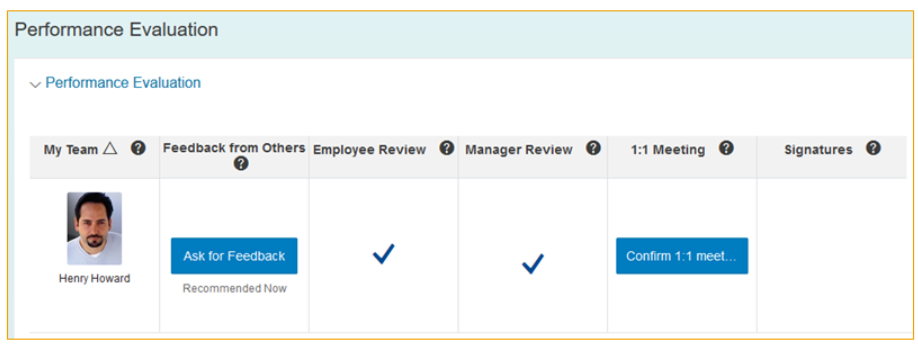 Performance Evaluation
Performance Evaluation
My Team
Feedback from Others
Employee Review
Manager Review
1:1 Meeting
Signatures
Henry Howard
Ask for Feedback
Recommended Now
Confirm 1:1 meet...